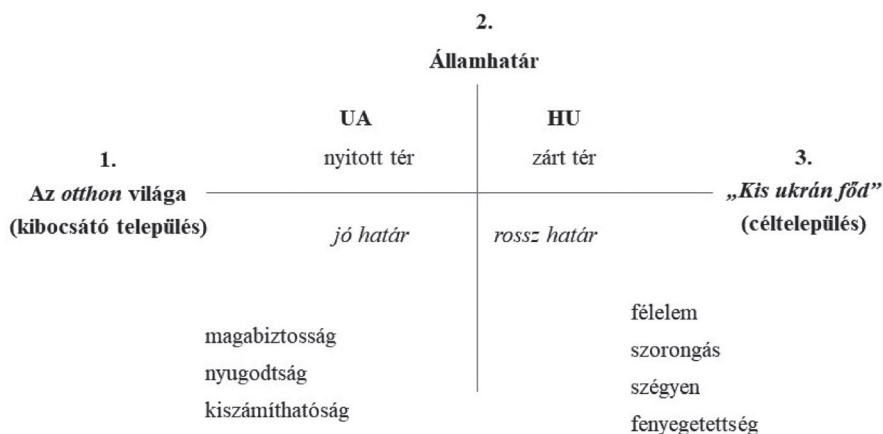 2.
Államhatár
UA
HU
nyitott tér
zárt tér
1.
Az otthon világa
(kibocsátó település)
3.
„Kis ukrán főd”
(céltelepülés)
jó határ
rossz határ
magabiztosság
nyugodtság
kiszámíthatóság
félelem
szorongás
szégyen
fenyegetettség